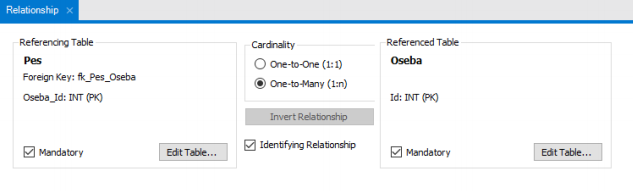 Relationship ×
Referencing Table
Pes
Foreign Key: fk_Pes_Oseba
Oseba_Id: INT (PK)
Mandatory
Edit Table...
Cardinality
One-to-One (1:1)
One-to-Many (1:n)
Invert Relationship
Identifying Relationship
Referenced Table
Oseba
Id: INT (PK)
Mandatory
Edit Table...